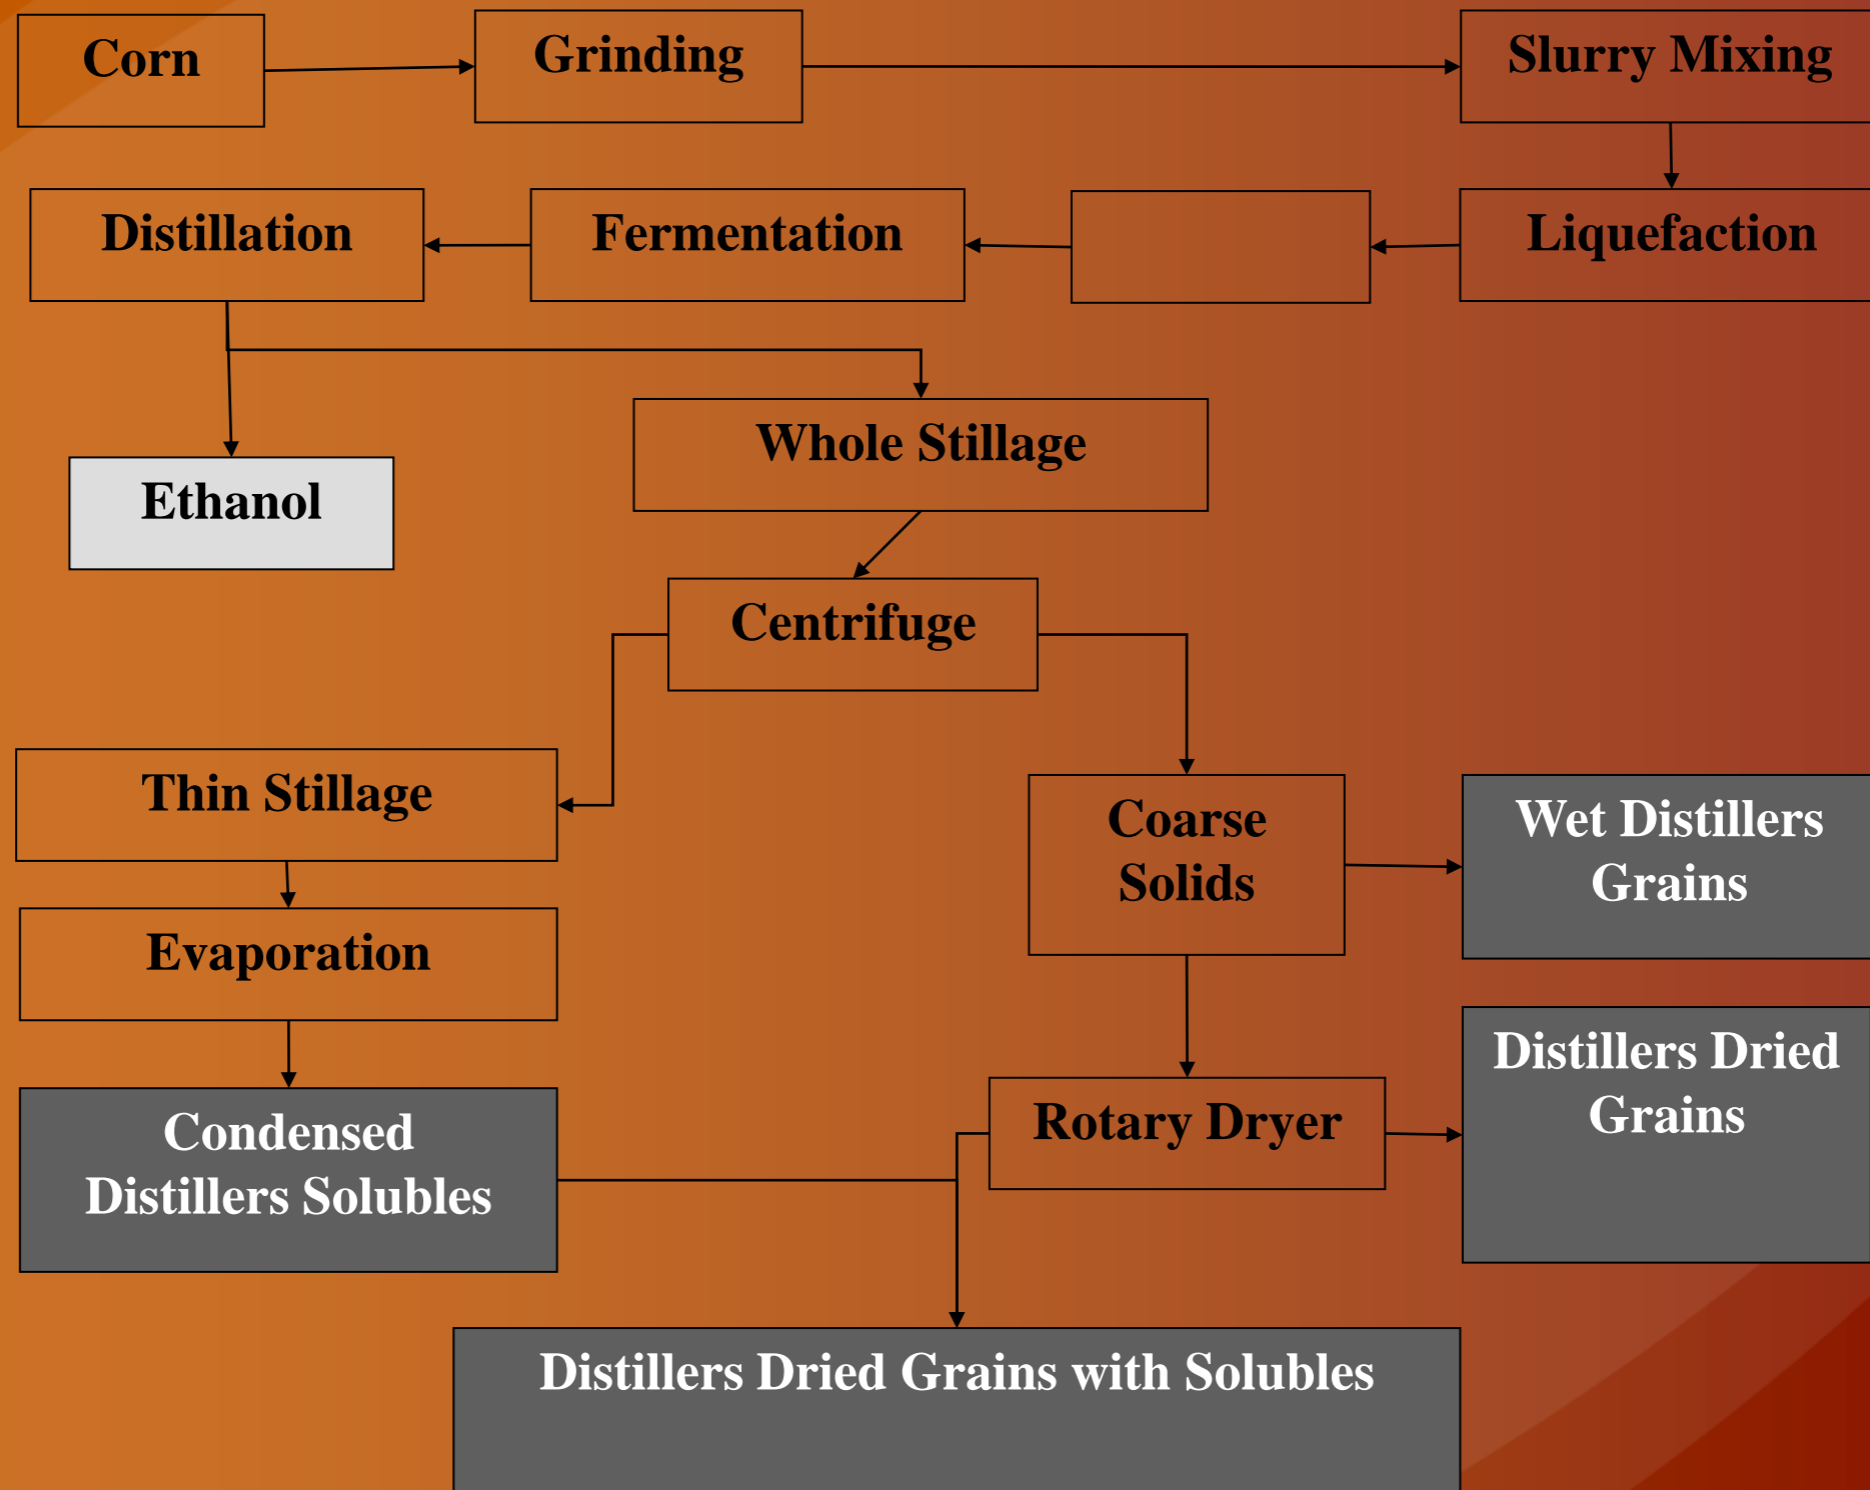 Corn
Grinding
Slurry Mixing
Distillation
Fermentation
Liquefaction
Whole Stillage
Ethanol
Centrifuge
Thin Stillage
Coarse
Solids
Wet Distillers
Grains
Evaporation
Distillers Dried
Grains
Condensed
Distillers Solubles
Rotary Dryer
Distillers Dried Grains with Solubles